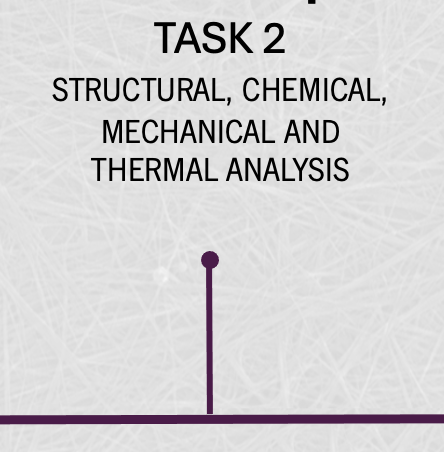 TASK 2
STRUCTURAL, CHEMICAL,
MECHANICAL AND
THERMAL ANALYSIS